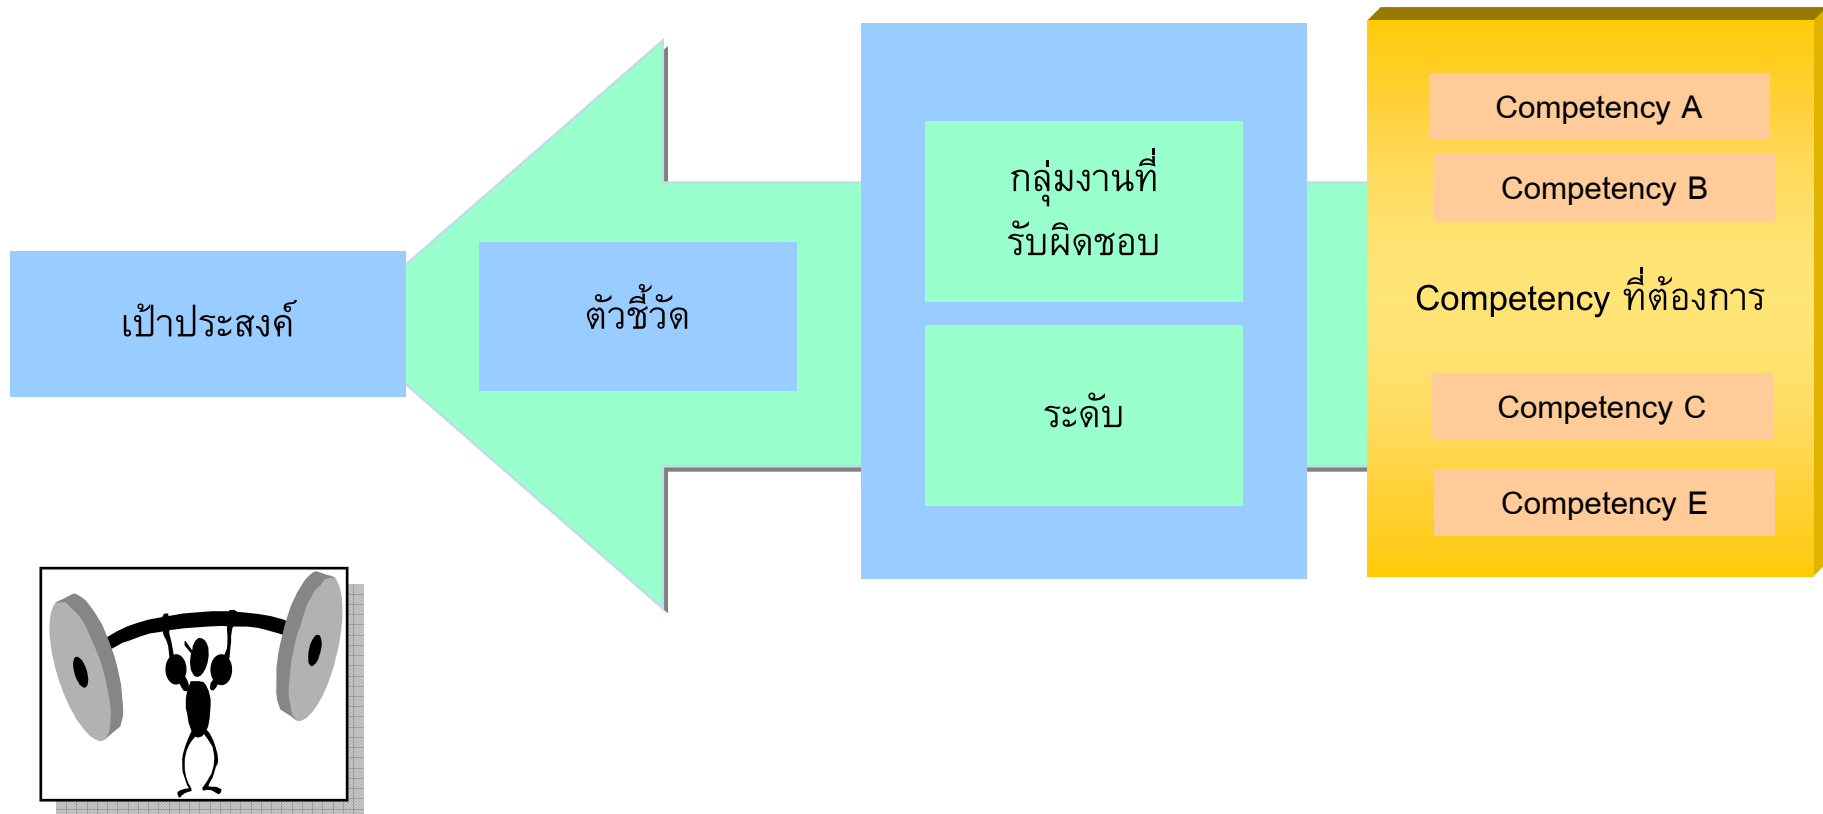 เป้าประสงค์
ตัวชี้วัด
กลุ่มงานที่
รับผิดชอบ
ระดับ
Competency A
Competency B
Competency ที่ต้องการ
Competency C
Competency E